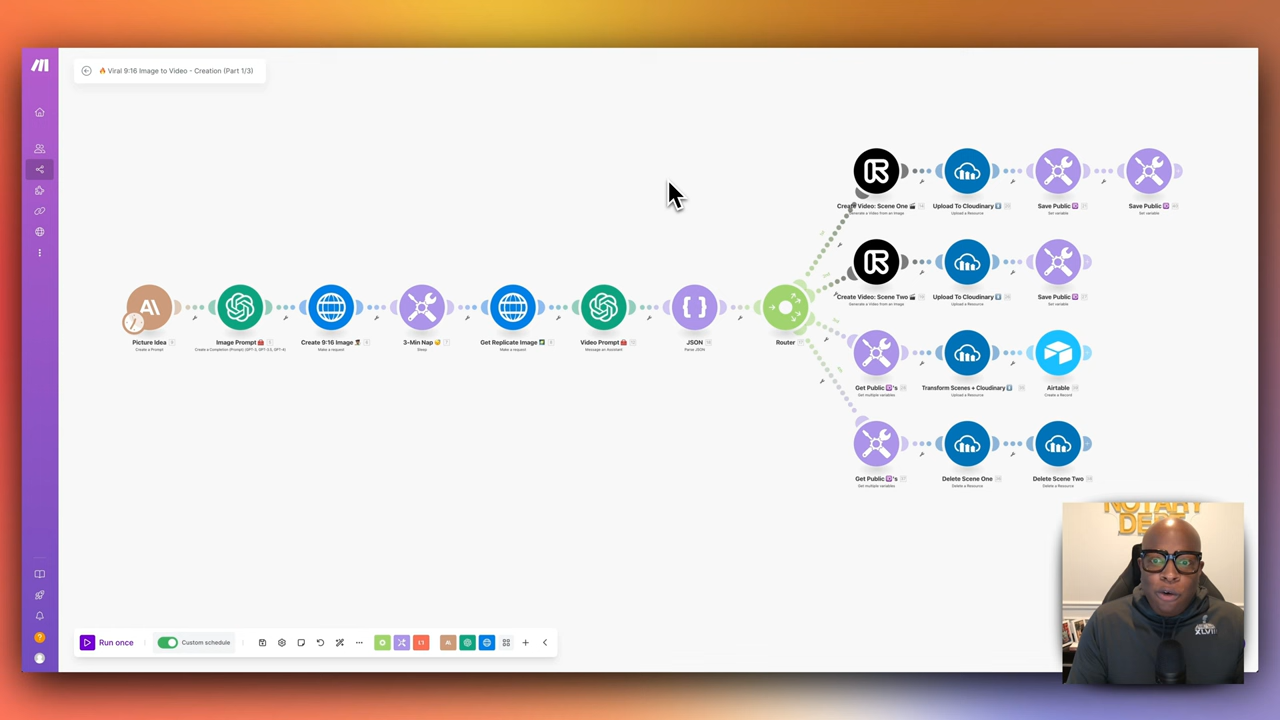 🔥 Viral 9:16 Image to Video - Creation (Part 1/3)
Create Video: Scene One 🎬
Generate a Video from an image
Upload To Cloudinary ⬆️
Upload a Resource
Save Public 🆔
Set variable
Save Public 🆔
Set variable
Create Video: Scene Two 🎬
Generate a Video from an image
Upload To Cloudinary ⬆️
Upload a Resource
Save Public 🆔
Set variable
Picture Idea
Create a Prompt
Image Prompt 🧰
Create a Completion (Prompt) (GPT-3, GPT-3.5, GPT-4)
Create 9:16 Image
Make a request
3-Min Nap 😴
Sleep
Get Replicate Image
Make a request
Video Prompt 🧰
Message an Assistant
{ } JSON
Parse JSON
Router
Get Public 🆔's
Get multiple variables
Transform Scenes + Cloudinary ⬆️
Upload a Resource
Airtable
Create a Record
Get Public 🆔's
Get multiple variables
Delete Scene One
Delete a Resource
Delete Scene Two
Delete a Resource
NOTARY
DEPT
XLVIII
Run once
Custom schedule